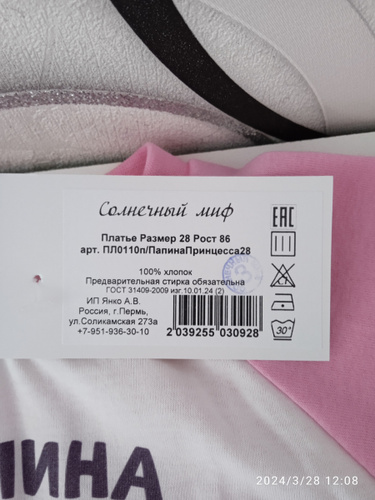 Солнечный миф
Платье Размер 28 Рост 86
арт. ПЛ0110п/ПапинаПринцесса28
100% хлопок
Предварительная стирка обязательна
ГОСТ 31409-2009 изг.10.01.24 (2)
ИП Янко А.В.
Россия, г.Пермь,
ул.Соликамская 273а
+7-951-936-30-10
2 039255 030928
EAC
30°
ПИНА
2024/3/28 12:08